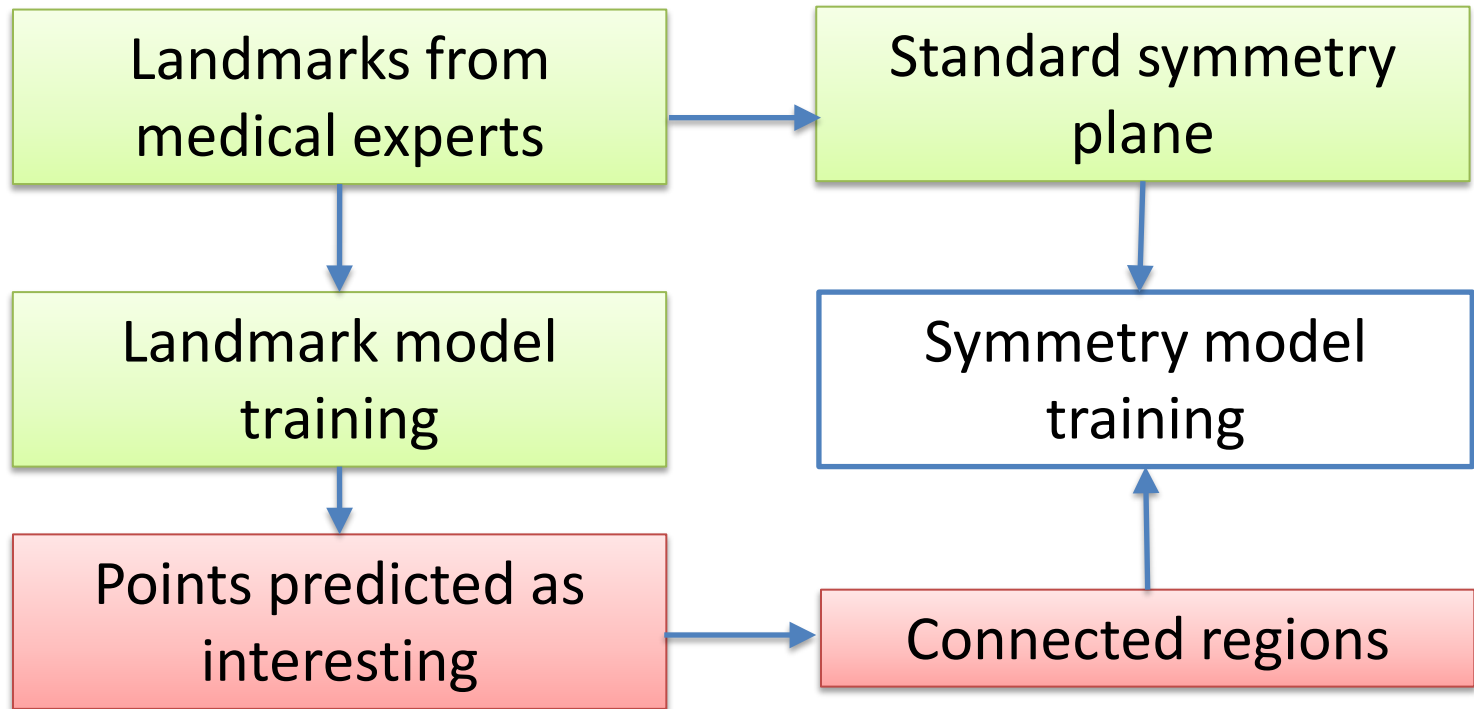 Landmarks from
medical experts
Standard symmetry
plane
Landmark model
training
Symmetry model
training
Points predicted as
interesting
Connected regions